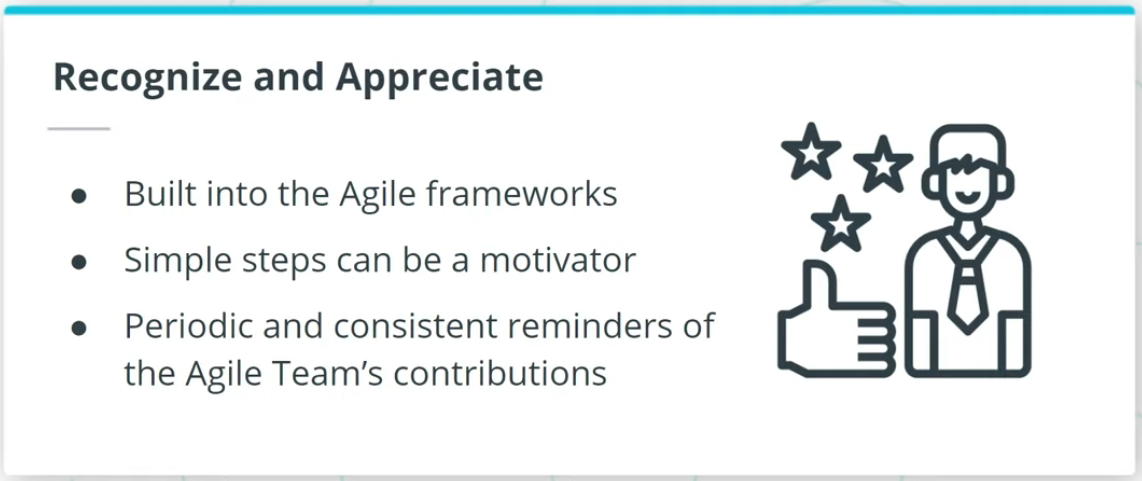 Recognize and Appreciate
● Built into the Agile frameworks
● Simple steps can be a motivator
● Periodic and consistent reminders of
the Agile Team’s contributions